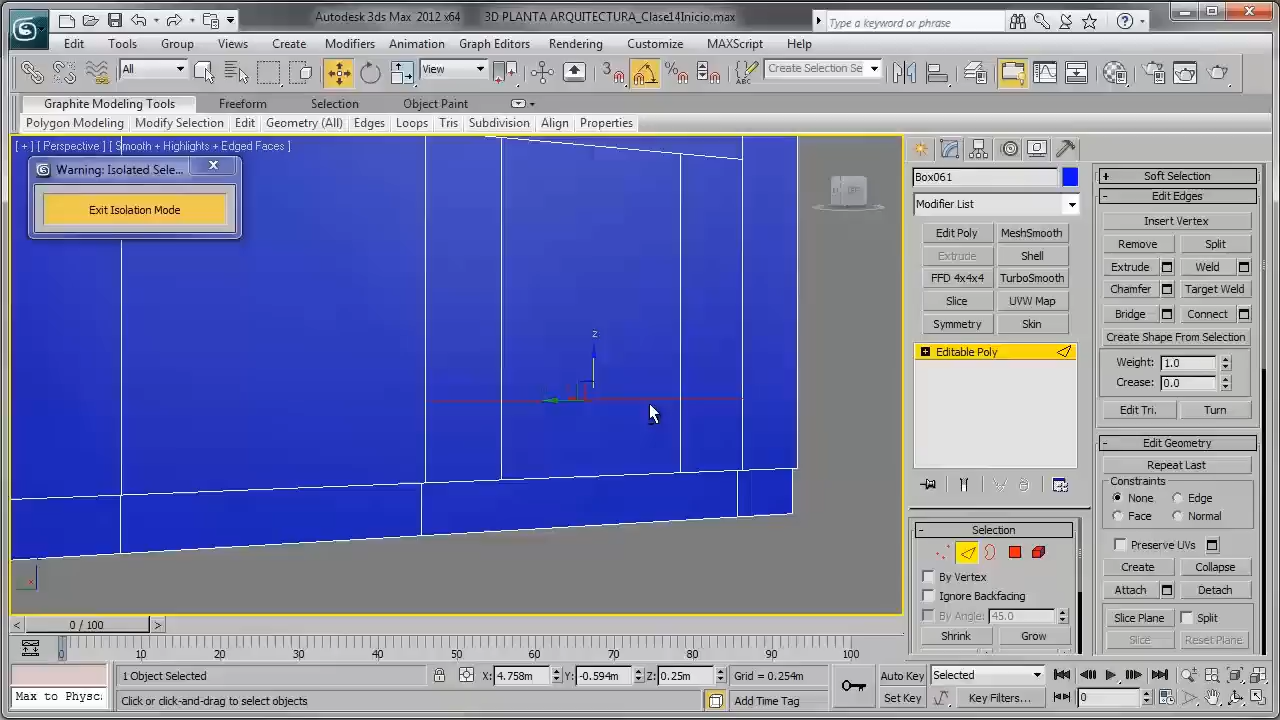 Autodesk 3ds Max  2012 x64    3D PLANTA ARQUITECTURA_Clase14Inicio.max
Type a keyword or phrase
Edit Tools Group Views Create Modifiers Animation Graph Editors Rendering Customize MAXScript Help
All View 3 Create Selection Se
Graphite Modeling Tools Freeform Selection Object Paint
Polygon Modeling Modify Selection Edit Geometry (All) Edges Loops Tris Subdivision Align Properties
[ + ] [ Perspective ] [ Smooth + Highlights + Edged Faces ]
Warning: Isolated Sele...
Exit Isolation Mode
z
Box061
Modifier List
Edit Poly MeshSmooth
Extrude Shell
FFD 4x4x4 TurboSmooth
Slice UVW Map
Symmetry Skin
Editable Poly
Selection
By Vertex
Ignore Backfacing
By Angle: 45.0
Shrink Grow
Soft Selection
Edit Edges
Insert Vertex
Remove Split
Extrude Weld
Chamfer Target Weld
Bridge Connect
Create Shape From Selection
Weight: 1.0
Crease: 0.0
Edit Tri. Turn
Edit Geometry
Repeat Last
Constraints
None Edge
Face Normal
Preserve UVs
Create Collapse
Attach Detach
Slice Plane Split
Slice Reset Plane
0 / 100
0 10 20 30 40 50 60 70 80 90 100
1 Object Selected X: 4.758m Y: -0.594m Z: 0.25m Grid = 0.254m Auto Key Selected
Max to Physc. Click or click-and-drag to select objects Add Time Tag Set Key Key Filters... 0